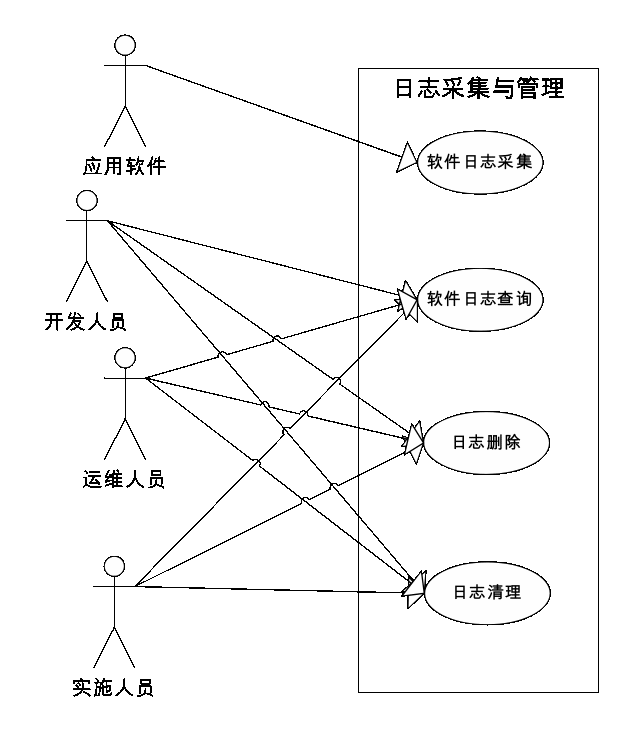 日志采集与管理
应用软件
软件日志采集
开发人员
软件日志查询
运维人员
日志删除
实施人员
日志清理